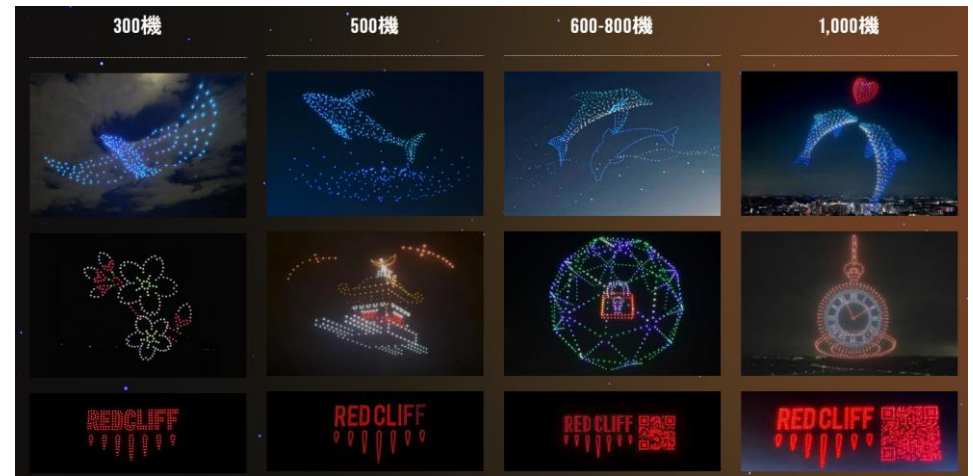 300機
500機
600-800機
1,000機
REDCLIFF
RED CLIFF
RED CLIFF
RED CLIFF